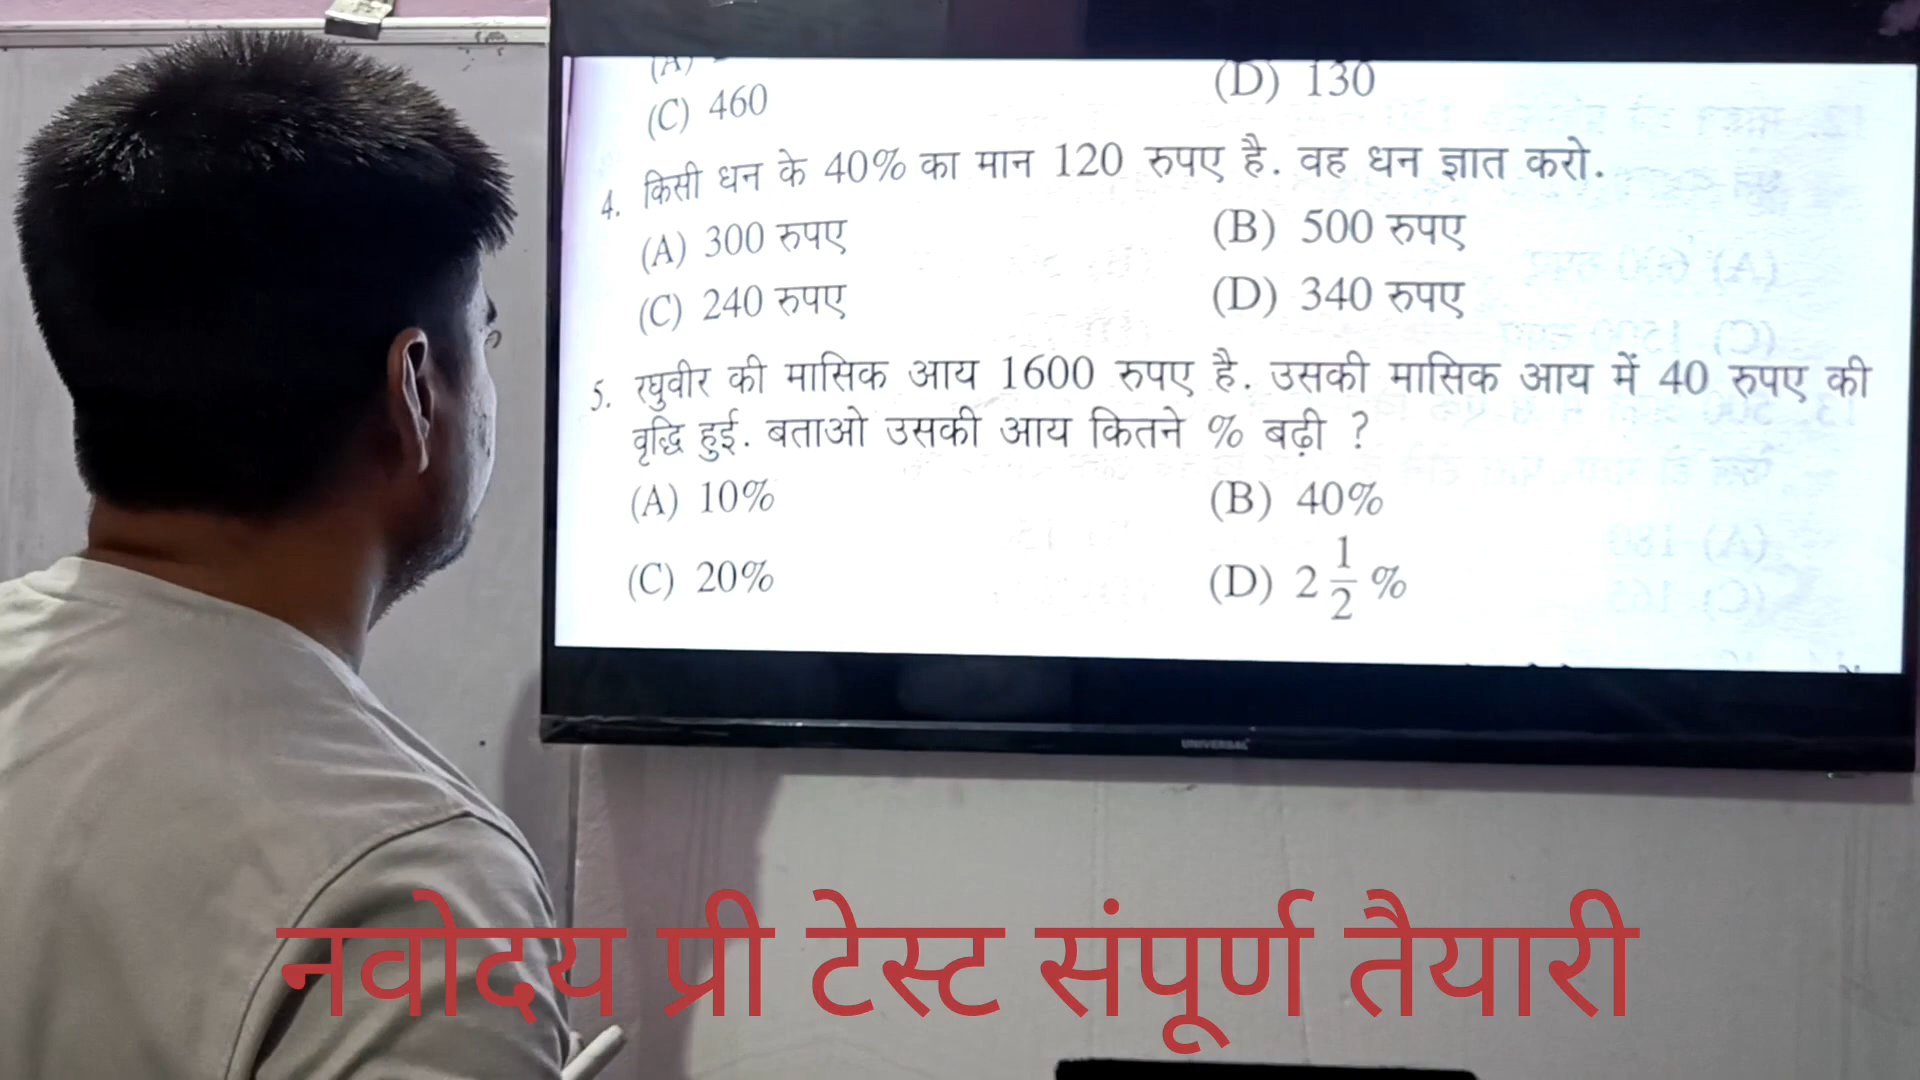 (A)
(C) 460
(D) 130
4. किसी धन के 40% का मान 120 रुपए है. वह धन ज्ञात करो.
(A) 300 रुपए
(B) 500 रुपए
(C) 240 रुपए
(D) 340 रुपए
5. रघुवीर की मासिक आय 1600 रुपए है. उसकी मासिक आय में 40 रुपए की
वृद्धि हुई. बताओ उसकी आय कितने % बढ़ी ?
(A) 10%
(B) 40%
(C) 20%
(D) 2 1/2 %
UNIVERSAL
नवोदय प्री टेस्ट संपूर्ण तैयारी